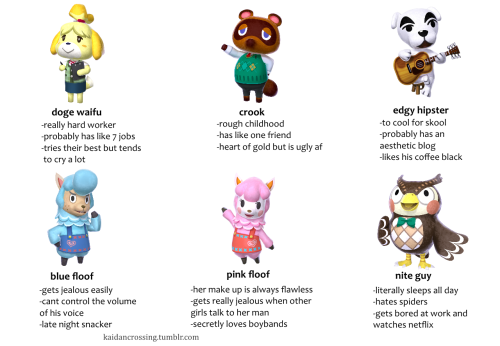 doge waifu
-really hard worker
-probably has like 7 jobs
-tries their best but tends
to cry a lot
crook
-rough childhood
-has like one friend
-heart of gold but is ugly af
edgy hipster
-to cool for skool
-probably has an
aesthetic blog
-likes his coffee black
blue floof
-gets jealous easily
-cant control the volume
of his voice
-late night snacker
pink floof
-her make up is always flawless
-gets really jealous when other
girls talk to her man
-secretly loves boybands
nite guy
-literally sleeps all day
-hates spiders
-gets bored at work and
watches netflix
kaidancrossing.tumblr.com